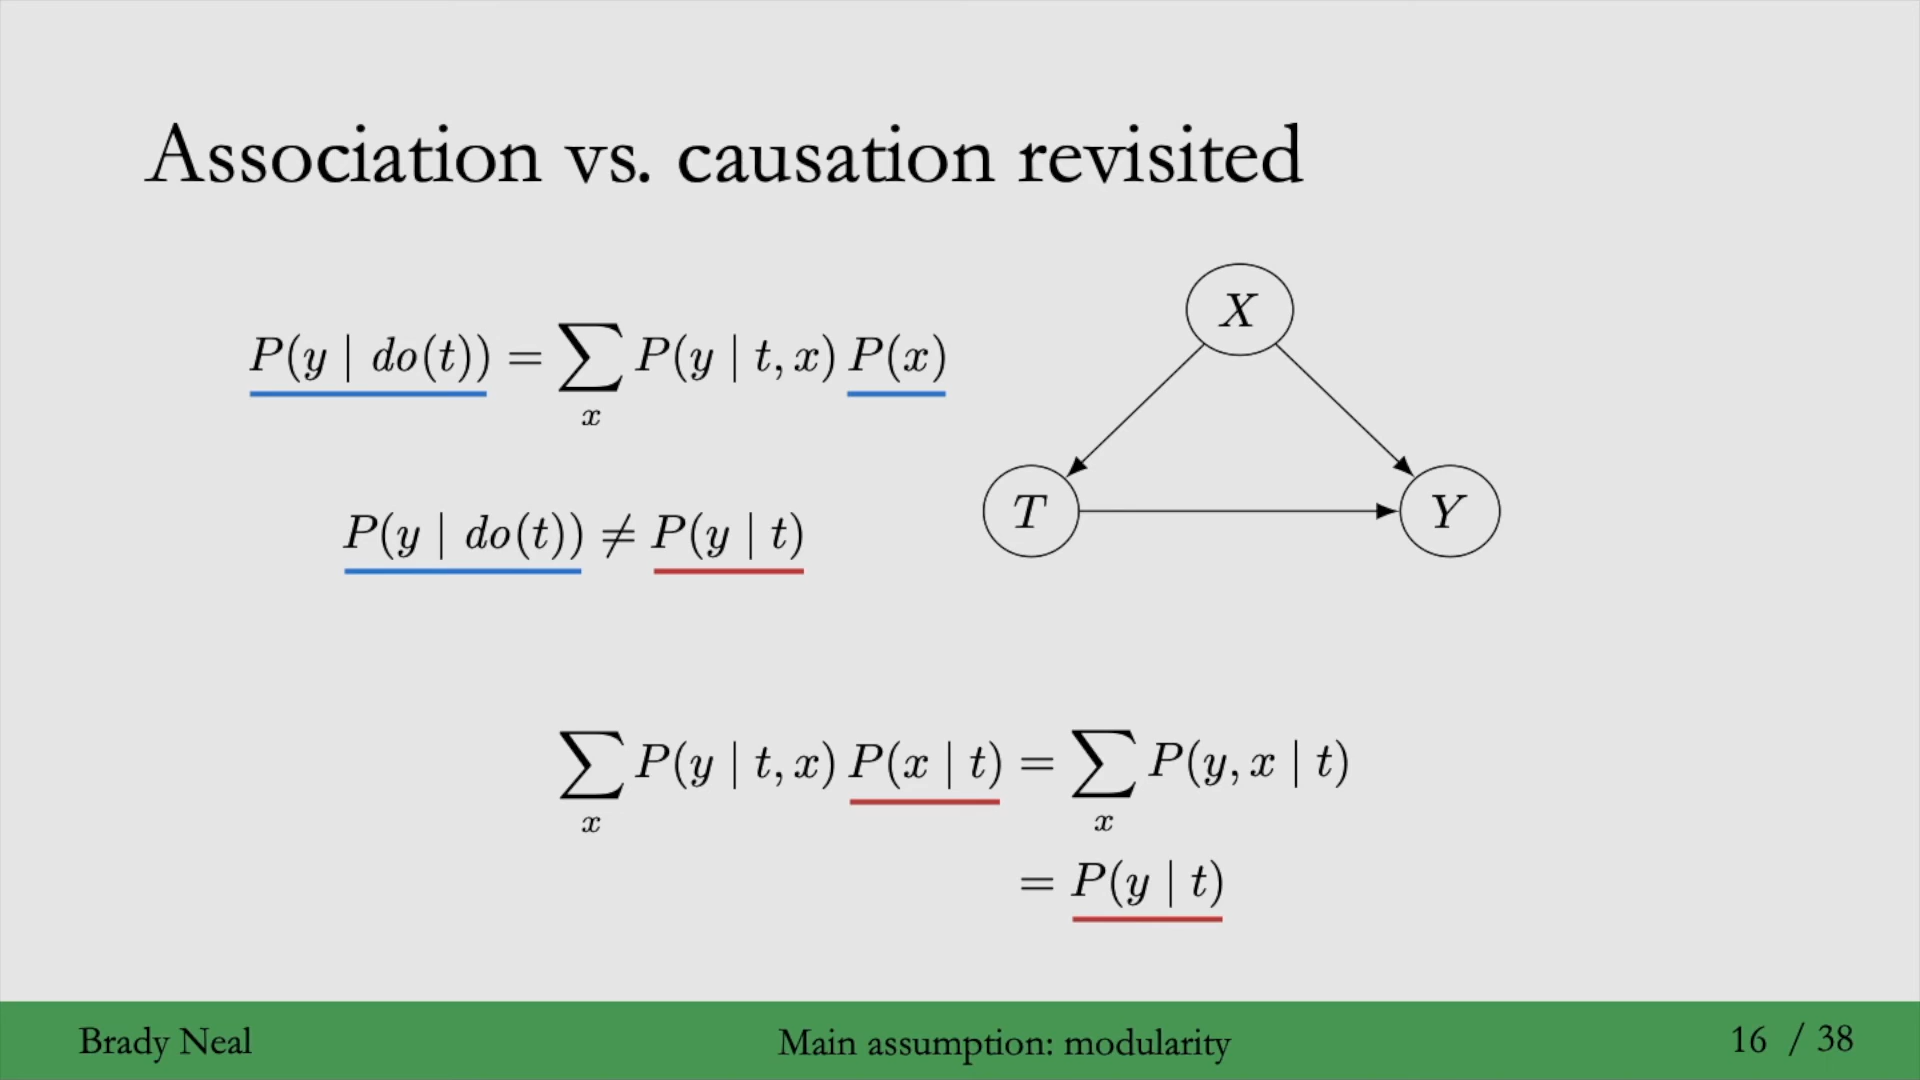 Association vs. causation revisited
P(y | do(t)) = ∑ₓ P(y | t, x) P(x)
X
T
Y
P(y | do(t)) ≠ P(y | t)
∑ₓ P(y | t, x) P(x | t) = ∑ₓ P(y, x | t)
= P(y | t)
Brady Neal
Main assumption: modularity
16 / 38